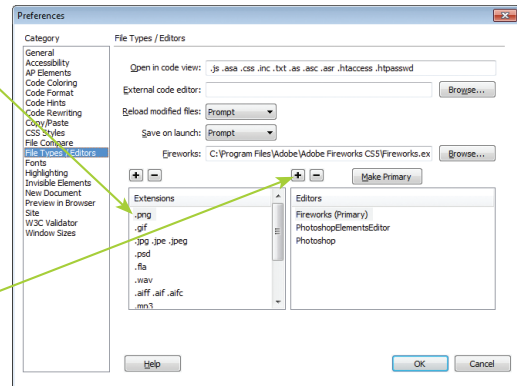 Preferences
Category
File Types / Editors
General
Accessibility
AP Elements
Code Coloring
Code Format
Code Hints
Code Rewriting
Copy/Paste
CSS Styles
File Compare
File Types / Editors
Fonts
Highlighting
Invisible Elements
New Document
Preview in Browser
Site
W3C Validator
Window Sizes
Open in code view: .js .asa .css .inc .txt .as .asc .asr .htaccess .htpasswd
External code editor: Browse...
Reload modified files: Prompt
Save on launch: Prompt
Fireworks: C:\Program Files\Adobe\Adobe Fireworks CS5\Fireworks.ex Browse...
+ − + − Make Primary
Extensions
.png
.gif
.jpg .jpe .jpeg
.psd
.fla
.wav
.aiff .aif .aifc
.mp3
Editors
Fireworks (Primary)
PhotoshopElementsEditor
Photoshop
Help OK Cancel